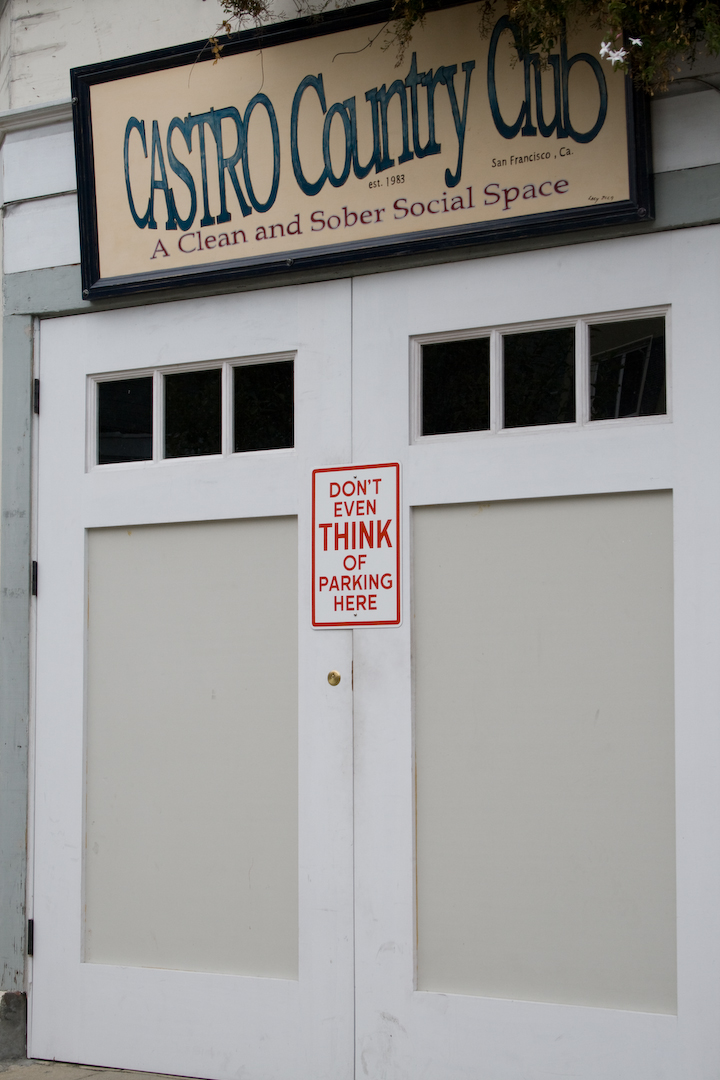 CASTRO Country Club
est. 1983
San Francisco, Ca.
A Clean and Sober Social Space
DON'T
EVEN
THINK
OF
PARKING
HERE